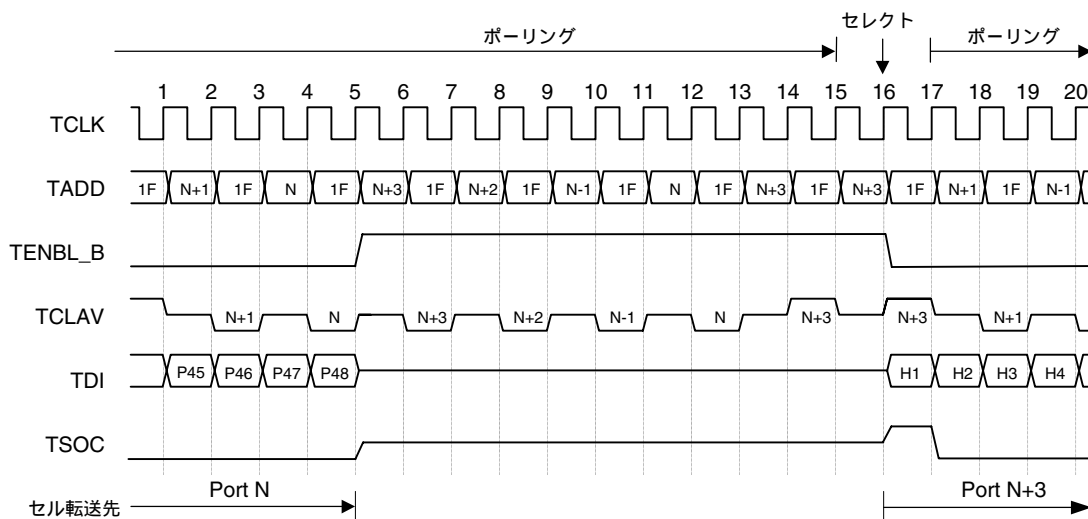 セレクト
ポーリング ポーリング
1 2 3 4 5 6 7 8 9 10 11 12 13 14 15 16 17 18 19 20
TCLK
TADD 1F N+1 1F N 1F N+3 1F N+2 1F N-1 1F N 1F N+3 1F N+3 1F N+1 1F N-1
TENBL_B
TCLAV N+1 N N+3 N+2 N-1 N N+3 N+3 N+1
TDI P45 P46 P47 P48 H1 H2 H3 H4
TSOC
セル転送先 Port N Port N+3